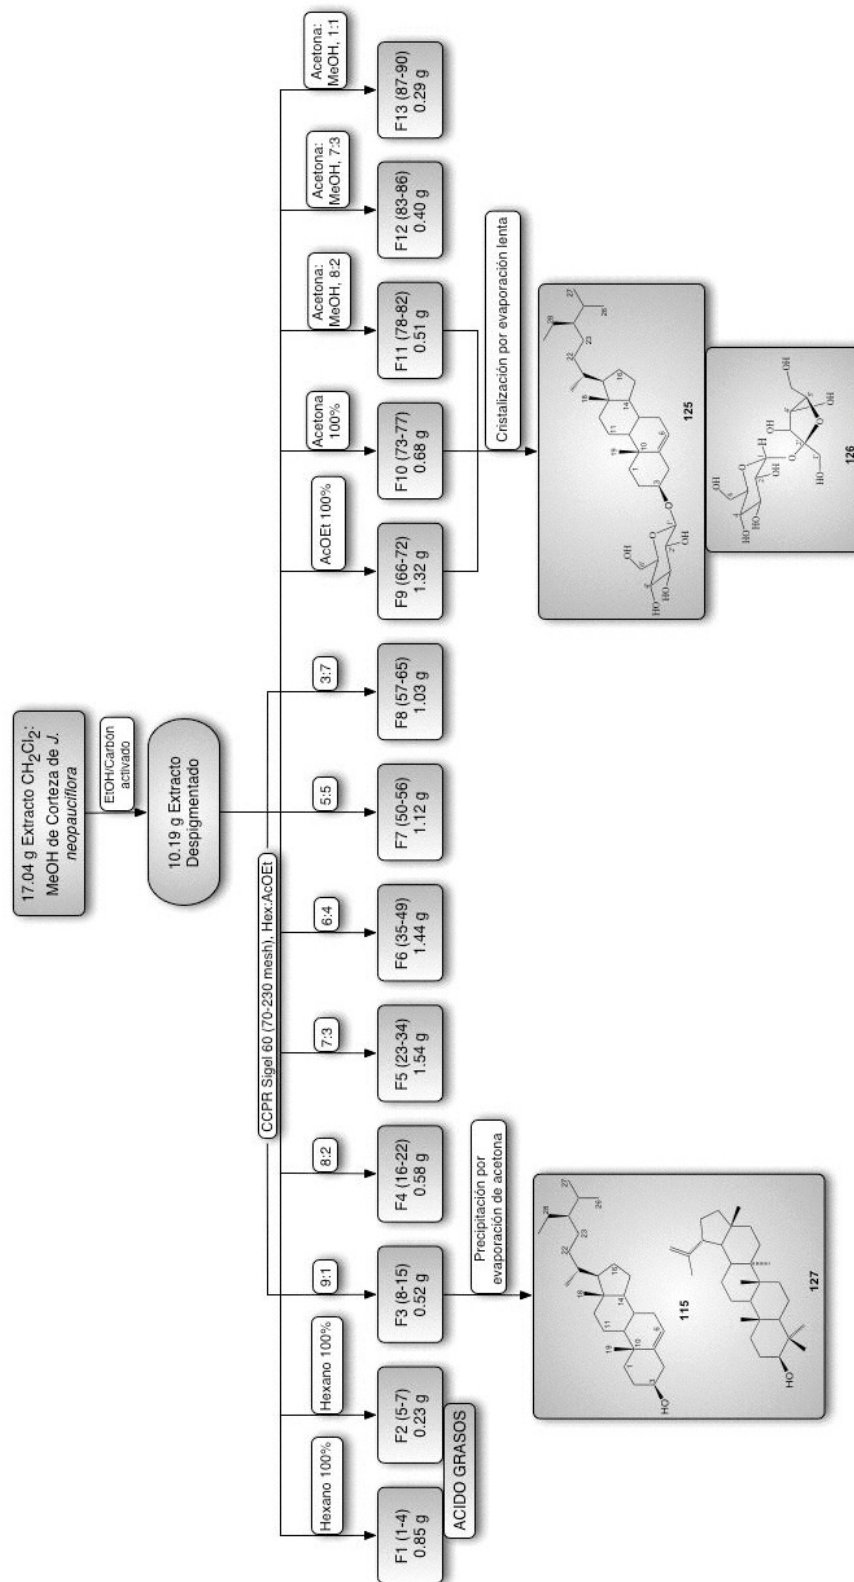 17.04 g Extracto CH2Cl2:
MeOH de Corteza de J.
neopauciflora
EtOH/Carbón
activado
10.19 g Extracto
Despigmentado
CCPR Sigel 60 (70-230 mesh), Hex:AcOEt
Hexano 100%
Hexano 100%
9:1
8:2
7:3
6:4
5:5
3:7
AcOEt 100%
Acetona
100%
Acetona:
MeOH, 8:2
Acetona:
MeOH, 7:3
Acetona:
MeOH, 1:1
F1 (1-4)
0.85 g
F2 (5-7)
0.23 g
F3 (8-15)
0.52 g
F4 (16-22)
0.58 g
F5 (23-34)
1.54 g
F6 (35-49)
1.44 g
F7 (50-56)
1.12 g
F8 (57-65)
1.03 g
F9 (66-72)
1.32 g
F10 (73-77)
0.68 g
F11 (78-82)
0.51 g
F12 (83-86)
0.40 g
F13 (87-90)
0.29 g
ACIDO GRASOS
Precipitación por
evaporación de acetona
Cristalización por evaporación lenta
HO
115
HO
127
125
126